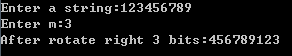 Enter a string:123456789
Enter m:3
After rotate right 3 bits:456789123